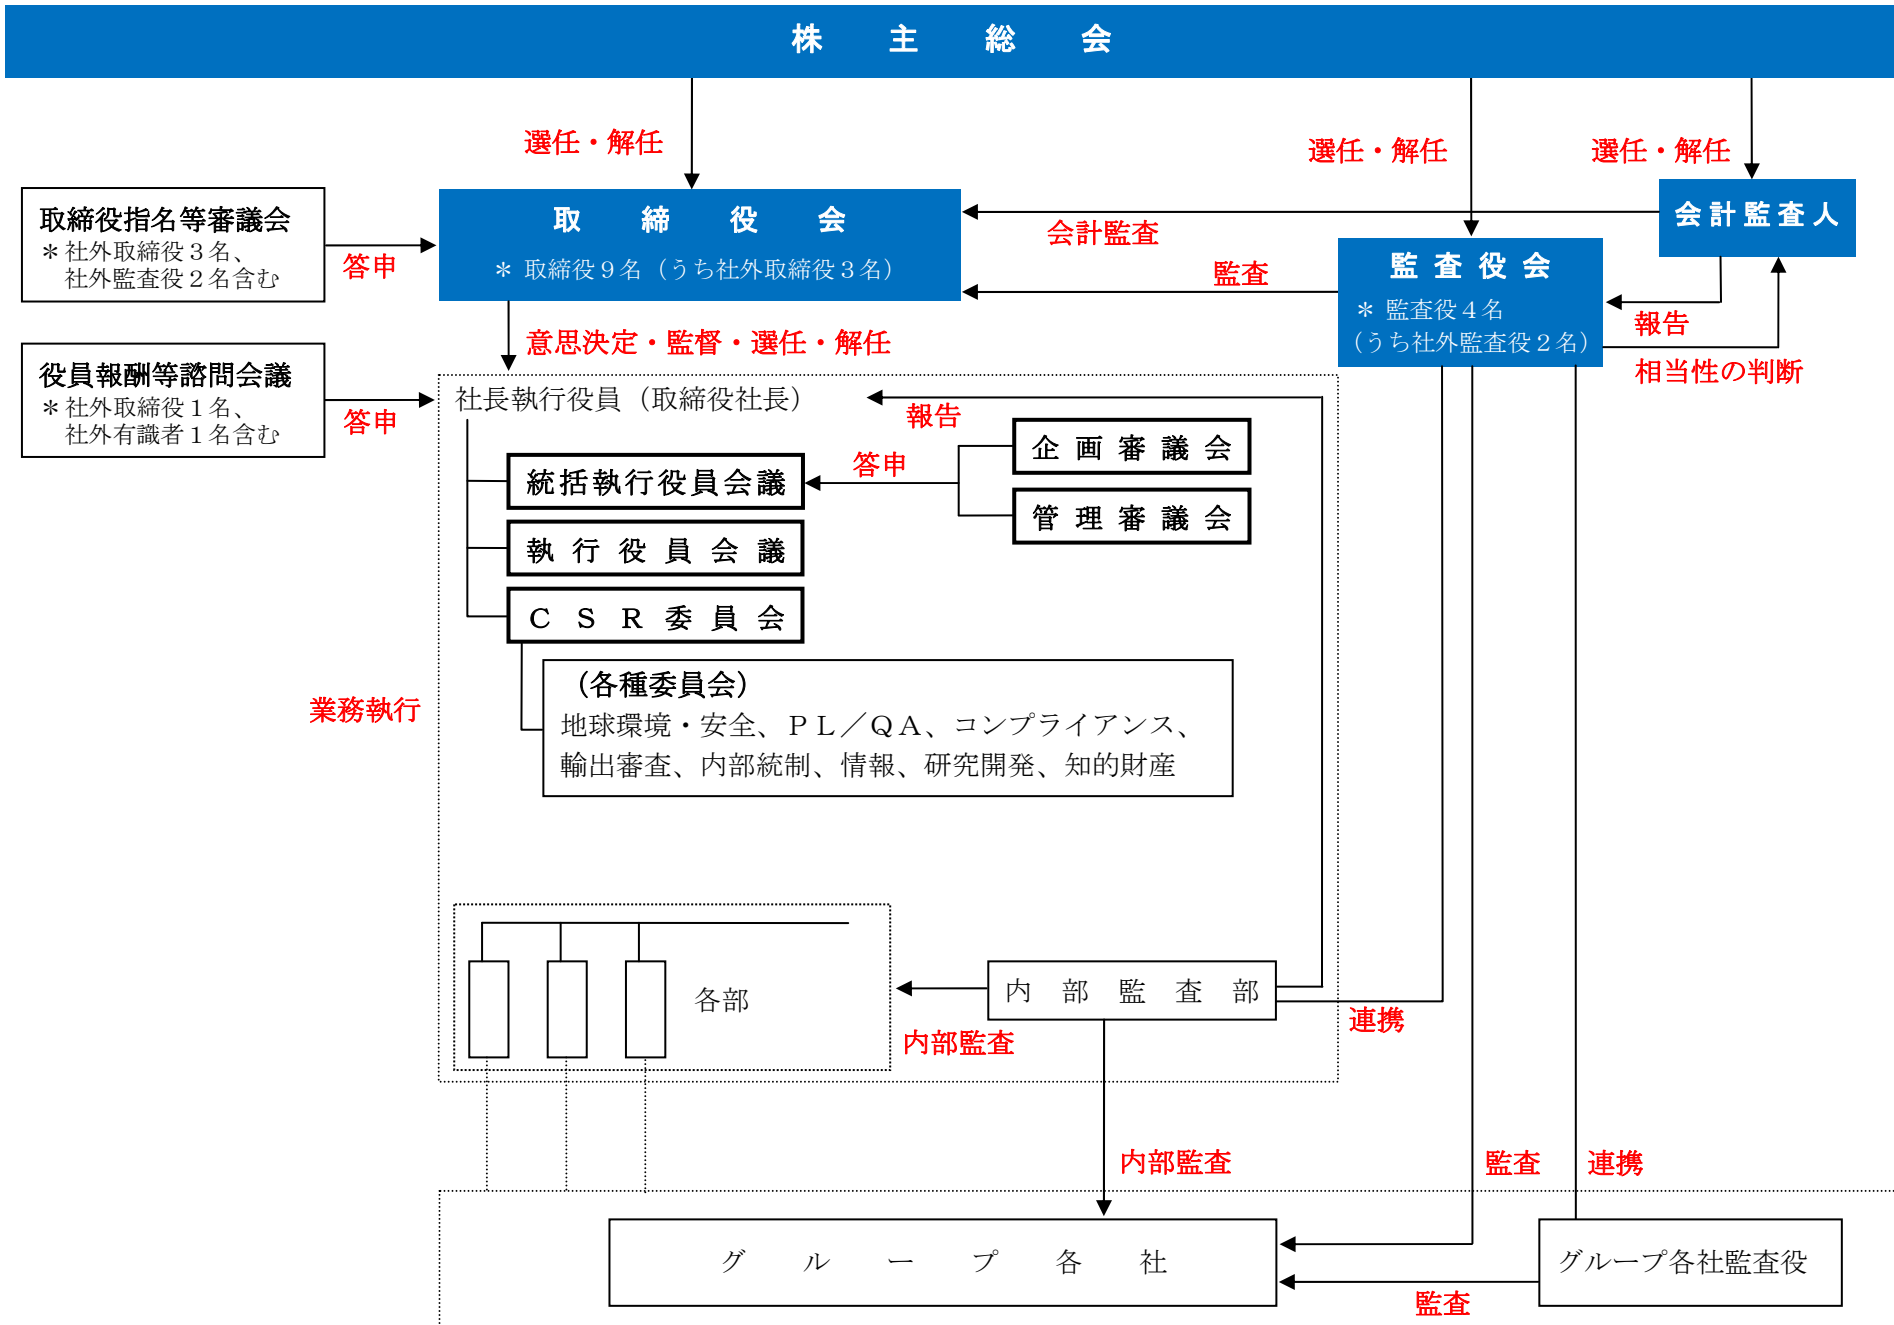 株主総会
選任・解任
選任・解任
選任・解任
取締役指名等審議会
＊社外取締役３名、
社外監査役２名含む
答申
取締役会
＊ 取締役９名（うち社外取締役３名）
会計監査
監査
会計監査人
監査役会
＊ 監査役４名
（うち社外監査役２名）
報告
相当性の判断
意思決定・監督・選任・解任
役員報酬等諮問会議
＊社外取締役１名、
社外有識者１名含む
答申
社長執行役員（取締役社長）
報告
企画審議会
答申
統括執行役員会議
管理審議会
執行役員会議
ＣＳＲ委員会
（各種委員会）
地球環境・安全、ＰＬ／ＱＡ、コンプライアンス、
輸出審査、内部統制、情報、研究開発、知的財産
業務執行
各部
内部監査部
内部監査
連携
内部監査
監査
連携
グループ各社
グループ各社監査役
監査